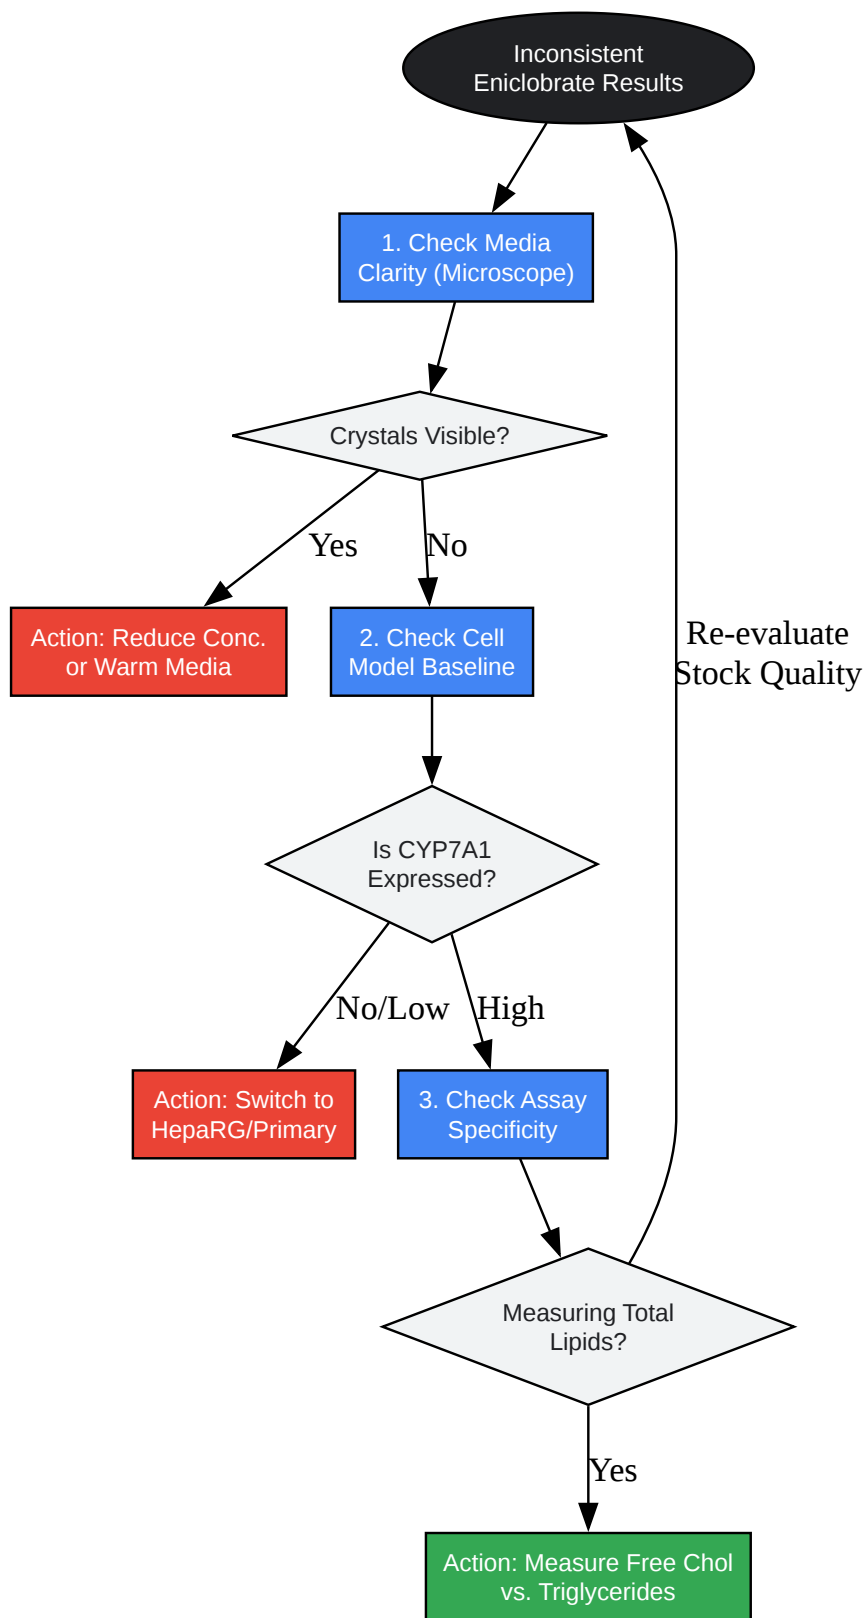 Inconsistent
Eniclobrate Results
1. Check Media
Clarity (Microscope)
Crystals Visible?
Yes
No
Action: Reduce Conc.
or Warm Media
2. Check Cell
Model Baseline
Re-evaluate
Stock Quality
Is CYP7A1
Expressed?
No/Low
High
Action: Switch to
HepaRG/Primary
3. Check Assay
Specificity
Measuring Total
Lipids?
Yes
Action: Measure Free Chol
vs. Triglycerides